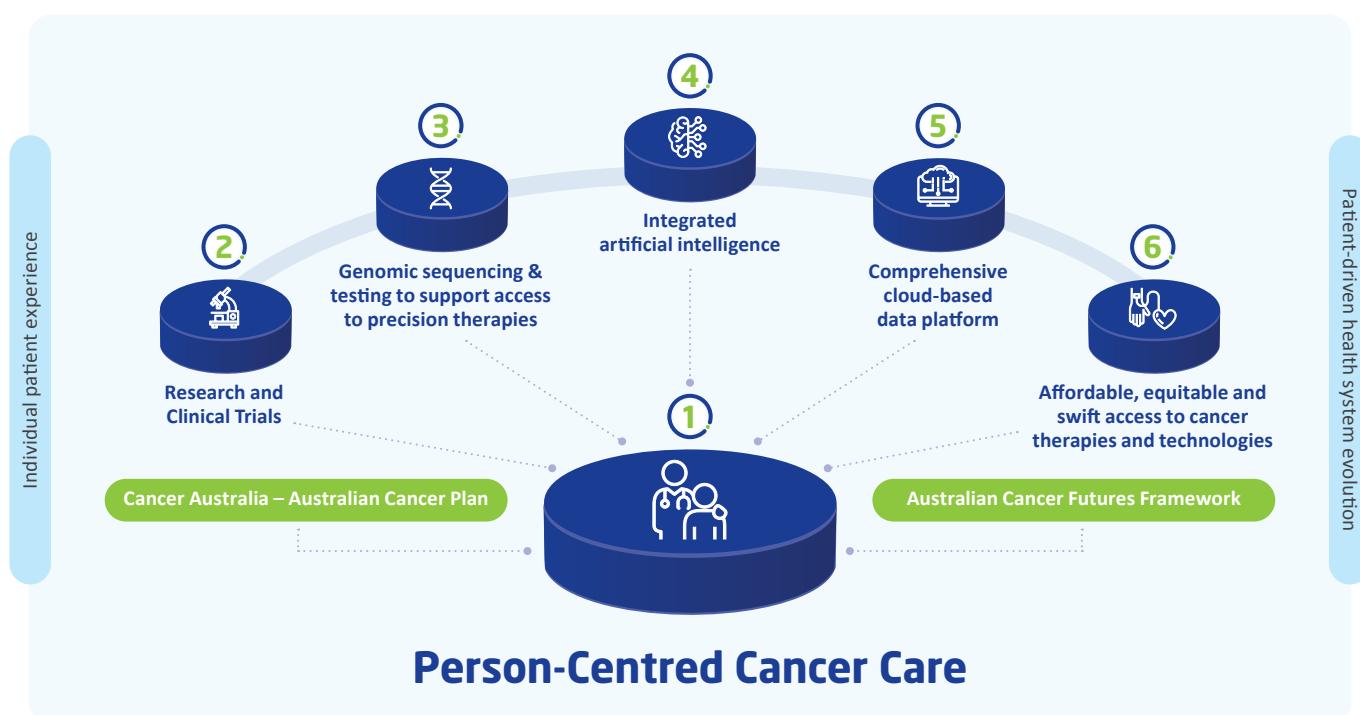 4
3
5
Integrated
artificial intelligence
2
6
Genomic sequencing &
testing to support access
to precision therapies
Comprehensive
cloud-based
data platform
Individual patient experience
Patient-driven health system evolution
Research and
Clinical Trials
1
Affordable, equitable and
swift access to cancer
therapies and technologies
Cancer Australia – Australian Cancer Plan
Australian Cancer Futures Framework
Person-Centred Cancer Care